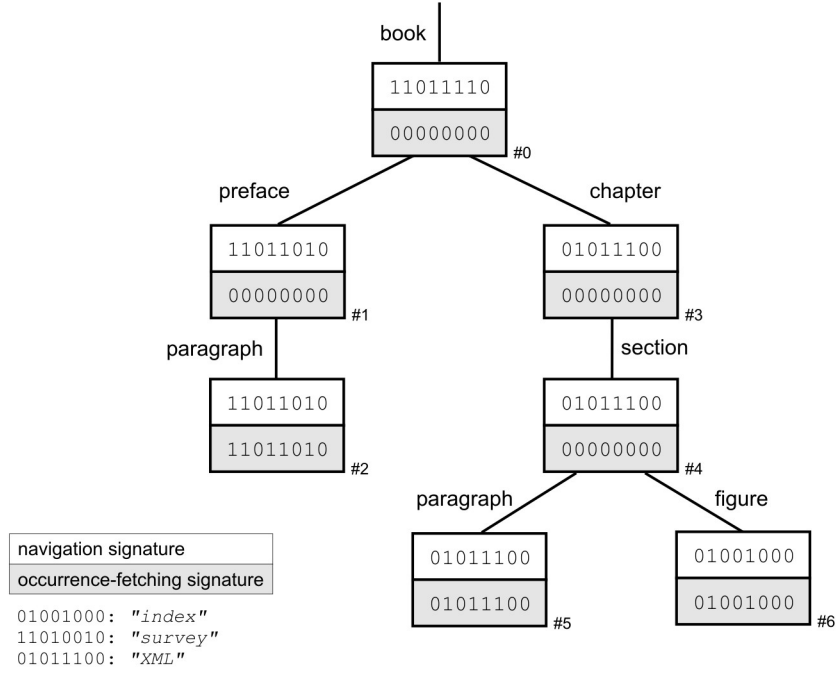 book
11011110
00000000
#0
preface
chapter
11011010
00000000
#1
01011100
00000000
#3
paragraph
section
11011010
11011010
#2
01011100
00000000
#4
paragraph
figure
01011100
01011100
#5
01001000
01001000
#6
navigation signature
occurrence-fetching signature
01001000: "index"
11010010: "survey"
01011100: "XML"